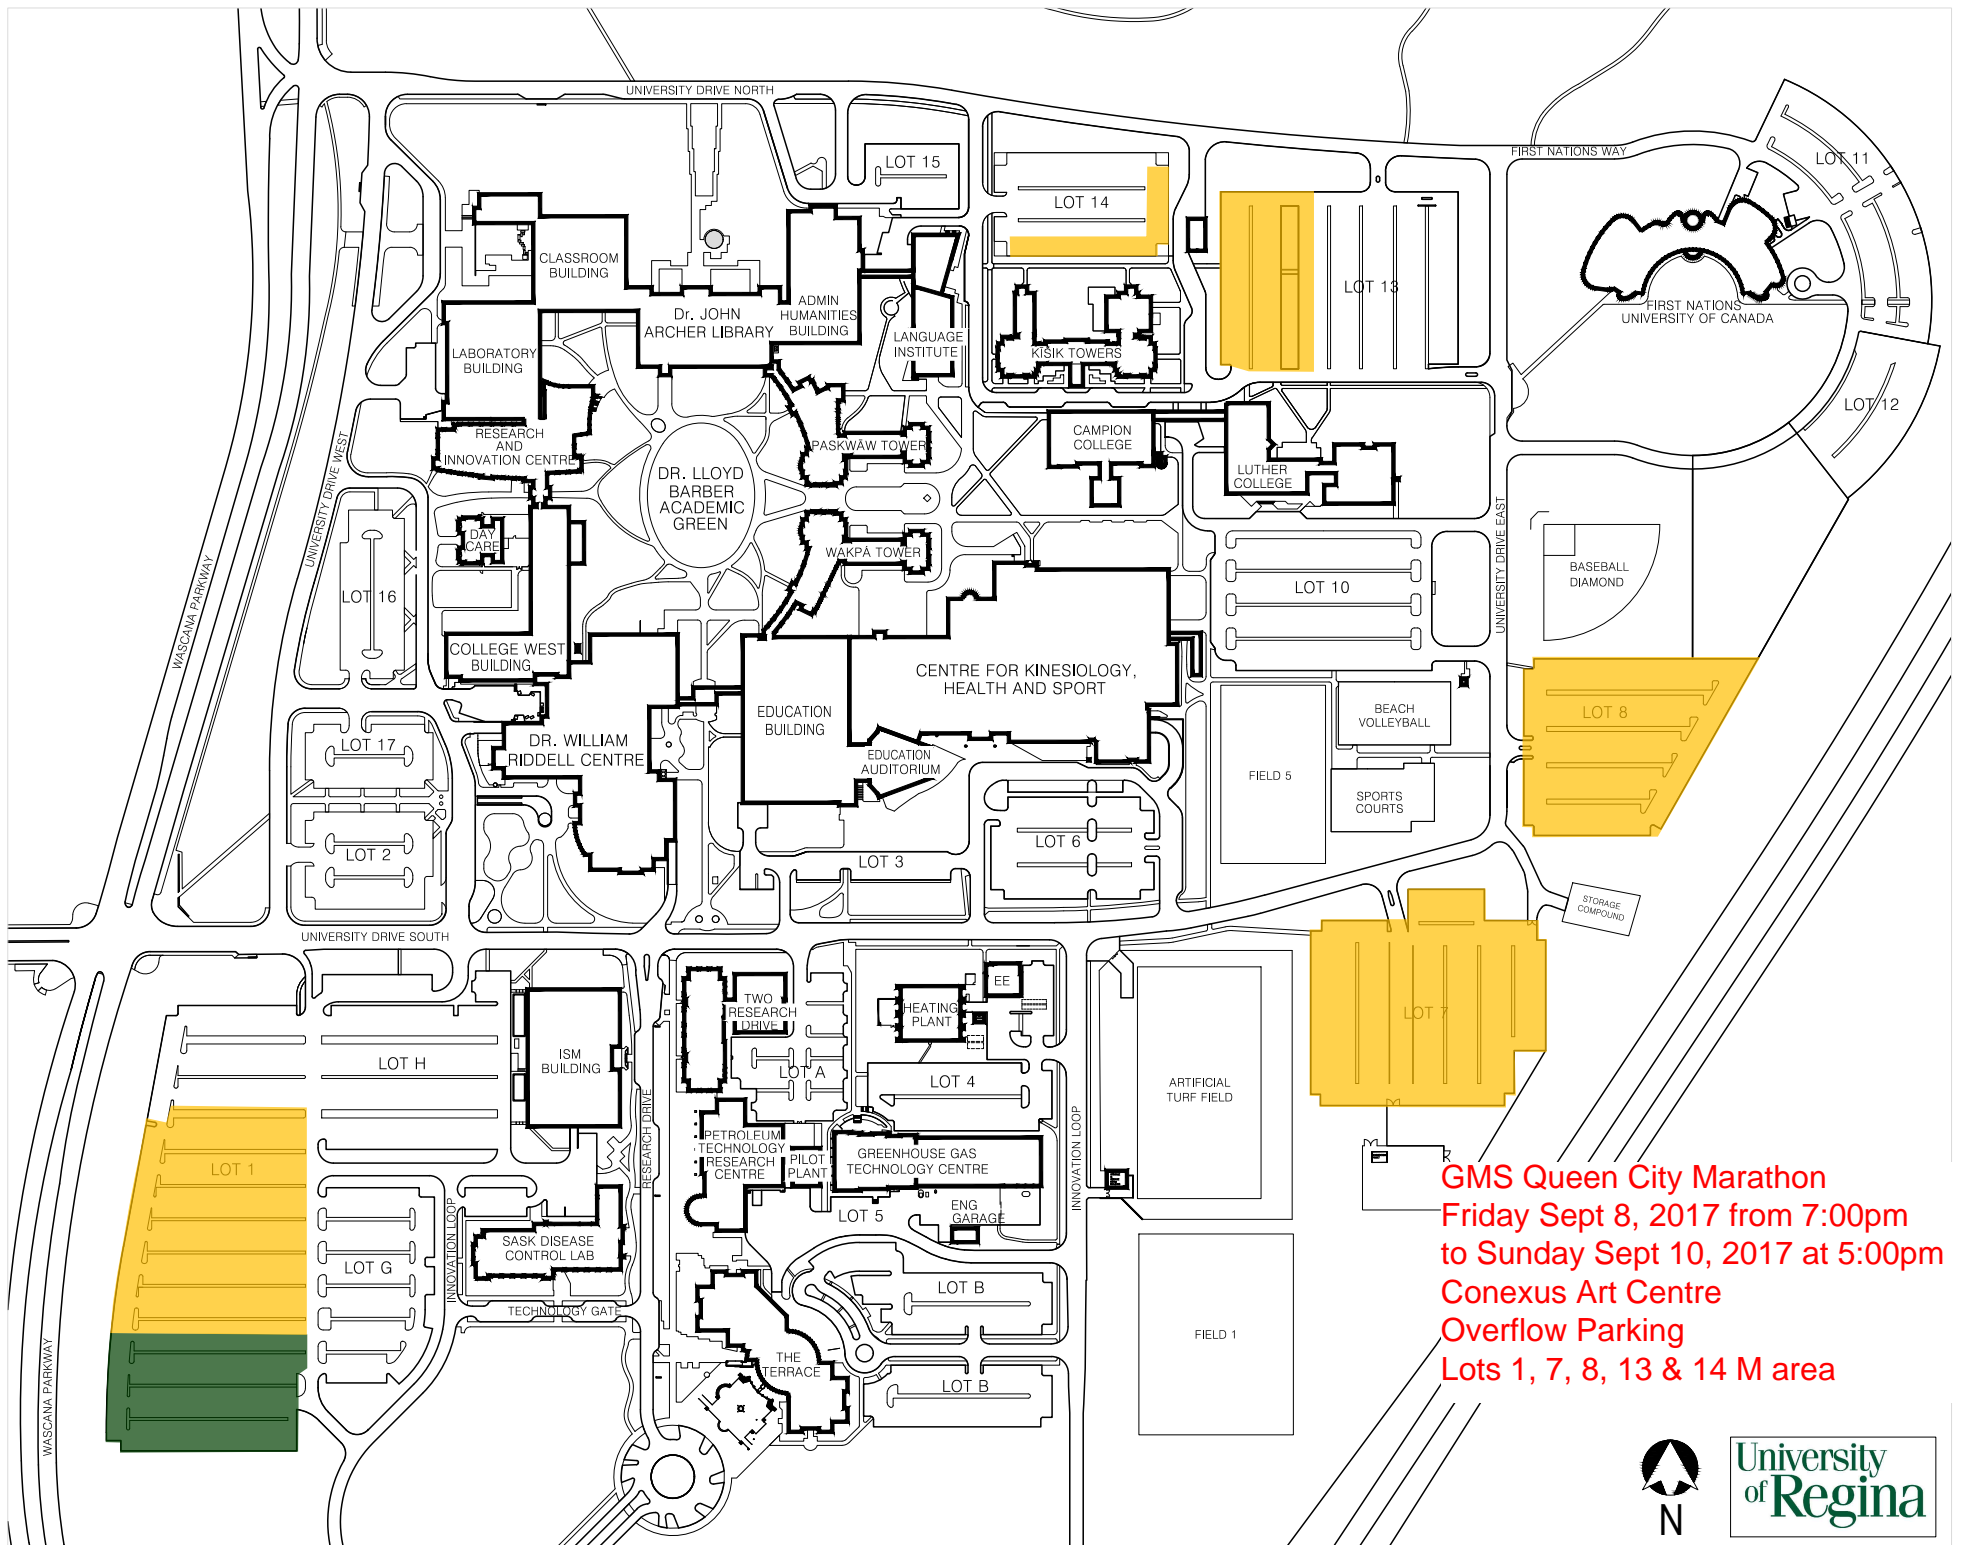 UNIVERSITY DRIVE NORTH
FIRST NATIONS WAY
LOT 11
LOT 15
LOT 14
CLASSROOM
BUILDING
ADMIN
HUMANITIES
BUILDING
Dr. JOHN
ARCHER LIBRARY
LOT 13
FIRST NATIONS
UNIVERSITY OF CANADA
LABORATORY
BUILDING
LANGUAGE
INSTITUTE
KĪSIK TOWERS
LOT 12
RESEARCH
AND
INNOVATION CENTRE
PASKWĀW TOWER
CAMPION
COLLEGE
LUTHER
COLLEGE
DR. LLOYD
BARBER
ACADEMIC
GREEN
UNIVERSITY DRIVE WEST
UNIVERSITY DRIVE EAST
DAY
CARE
WAKPÁ TOWER
LOT 16
LOT 10
BASEBALL
DIAMOND
WASCANA PARKWAY
COLLEGE WEST
BUILDING
CENTRE FOR KINESIOLOGY,
HEALTH AND SPORT
EDUCATION
BUILDING
BEACH
VOLLEYBALL
LOT 8
LOT 17
DR. WILLIAM
RIDDELL CENTRE
EDUCATION
AUDITORIUM
FIELD 5
SPORTS
COURTS
LOT 2
LOT 3
LOT 6
STORAGE
COMPOUND
UNIVERSITY DRIVE SOUTH
TWO
RESEARCH
DRIVE
HEATING
PLANT
EE
LOT 7
LOT H
ISM
BUILDING
LOT A
LOT 4
ARTIFICIAL
TURF FIELD
RESEARCH DRIVE
INNOVATION LOOP
PETROLEUM
TECHNOLOGY
RESEARCH
CENTRE
PILOT
PLANT
GREENHOUSE GAS
TECHNOLOGY CENTRE
LOT 1
LOT 5
ENG
GARAGE
INNOVATION LOOP
SASK DISEASE
CONTROL LAB
LOT G
TECHNOLOGY GATE
LOT B
FIELD 1
THE
TERRACE
LOT B
WASCANA PARKWAY
GMS Queen City Marathon
Friday Sept 8, 2017 from 7:00pm
to Sunday Sept 10, 2017 at 5:00pm
Conexus Art Centre
Overflow Parking
Lots 1, 7, 8, 13 & 14 M area
N
University
of Regina